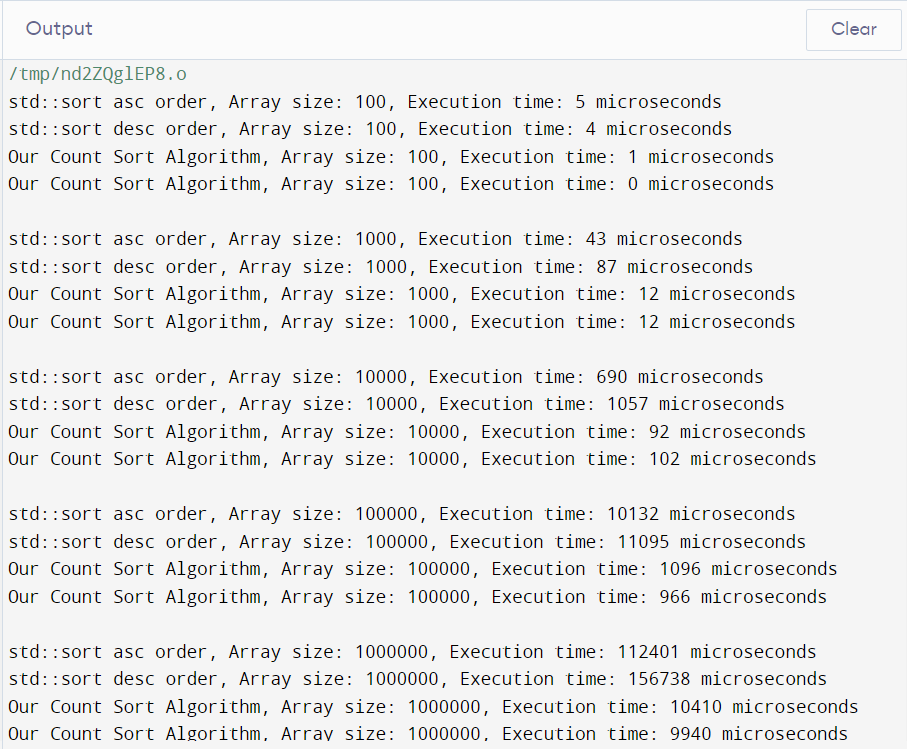 Output
Clear
/tmp/nd2ZQglEP8.o
std::sort asc order, Array size: 100, Execution time: 5 microseconds
std::sort desc order, Array size: 100, Execution time: 4 microseconds
Our Count Sort Algorithm, Array size: 100, Execution time: 1 microseconds
Our Count Sort Algorithm, Array size: 100, Execution time: 0 microseconds
std::sort asc order, Array size: 1000, Execution time: 43 microseconds
std::sort desc order, Array size: 1000, Execution time: 87 microseconds
Our Count Sort Algorithm, Array size: 1000, Execution time: 12 microseconds
Our Count Sort Algorithm, Array size: 1000, Execution time: 12 microseconds
std::sort asc order, Array size: 10000, Execution time: 690 microseconds
std::sort desc order, Array size: 10000, Execution time: 1057 microseconds
Our Count Sort Algorithm, Array size: 10000, Execution time: 92 microseconds
Our Count Sort Algorithm, Array size: 10000, Execution time: 102 microseconds
std::sort asc order, Array size: 100000, Execution time: 10132 microseconds
std::sort desc order, Array size: 100000, Execution time: 11095 microseconds
Our Count Sort Algorithm, Array size: 100000, Execution time: 1096 microseconds
Our Count Sort Algorithm, Array size: 100000, Execution time: 966 microseconds
std::sort asc order, Array size: 1000000, Execution time: 112401 microseconds
std::sort desc order, Array size: 1000000, Execution time: 156738 microseconds
Our Count Sort Algorithm, Array size: 1000000, Execution time: 10410 microseconds
Our Count Sort Algorithm, Array size: 1000000, Execution time: 9940 microseconds